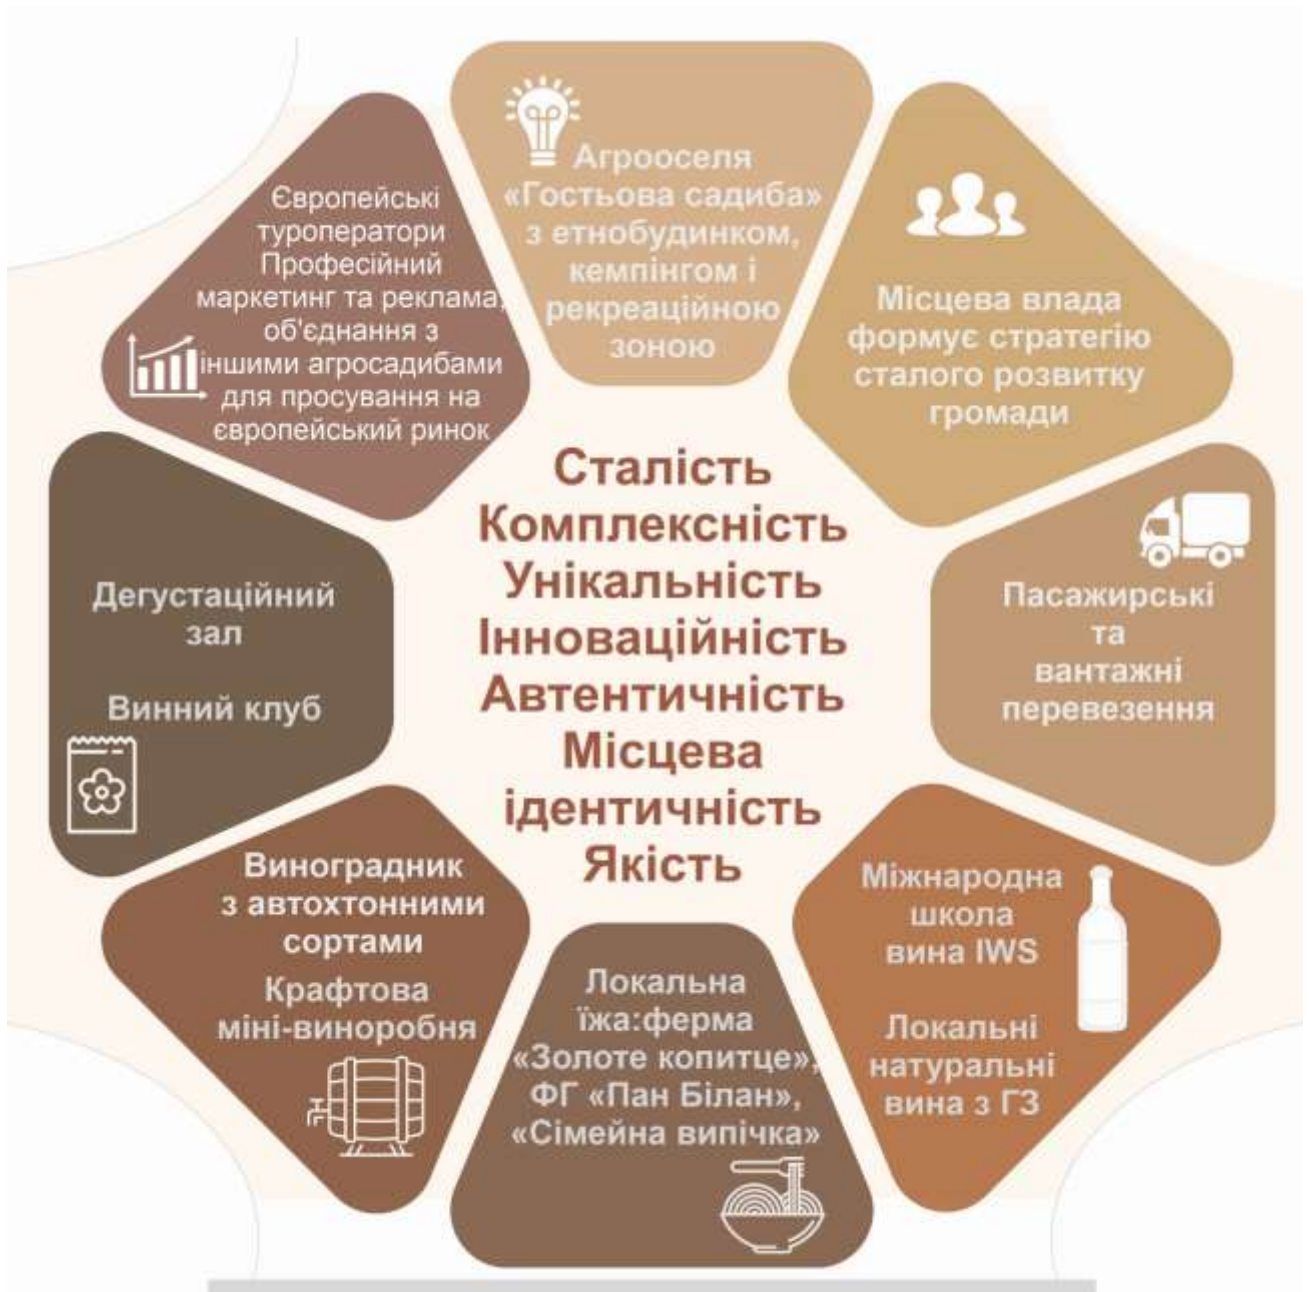 Агрооселя
«Гостьова садиба»
з етнобудинком,
кемпінгом і
рекреаційною
зоною
Місцева влада
формує стратегію
сталого розвитку
громади
Пасажирські
та
вантажні
перевезення
Міжнародна
школа
вина IWS
Локальні
натуральні
вина з ГЗ
Локальна
їжа:ферма
«Золоте копитце»,
ФГ «Пан Білан»,
«Сімейна випічка»
Виноградник
з автохтонними
сортами
Крафтова
міні-виноробня
Дегустаційний
зал
Винний клуб
Європейські
туроператори
Професійний
маркетинг та реклама,
об'єднання з
іншими агросадибами
для просування на
європейський ринок
Сталість
Комплексність
Унікальність
Інноваційність
Автентичність
Місцева
ідентичність
Якість